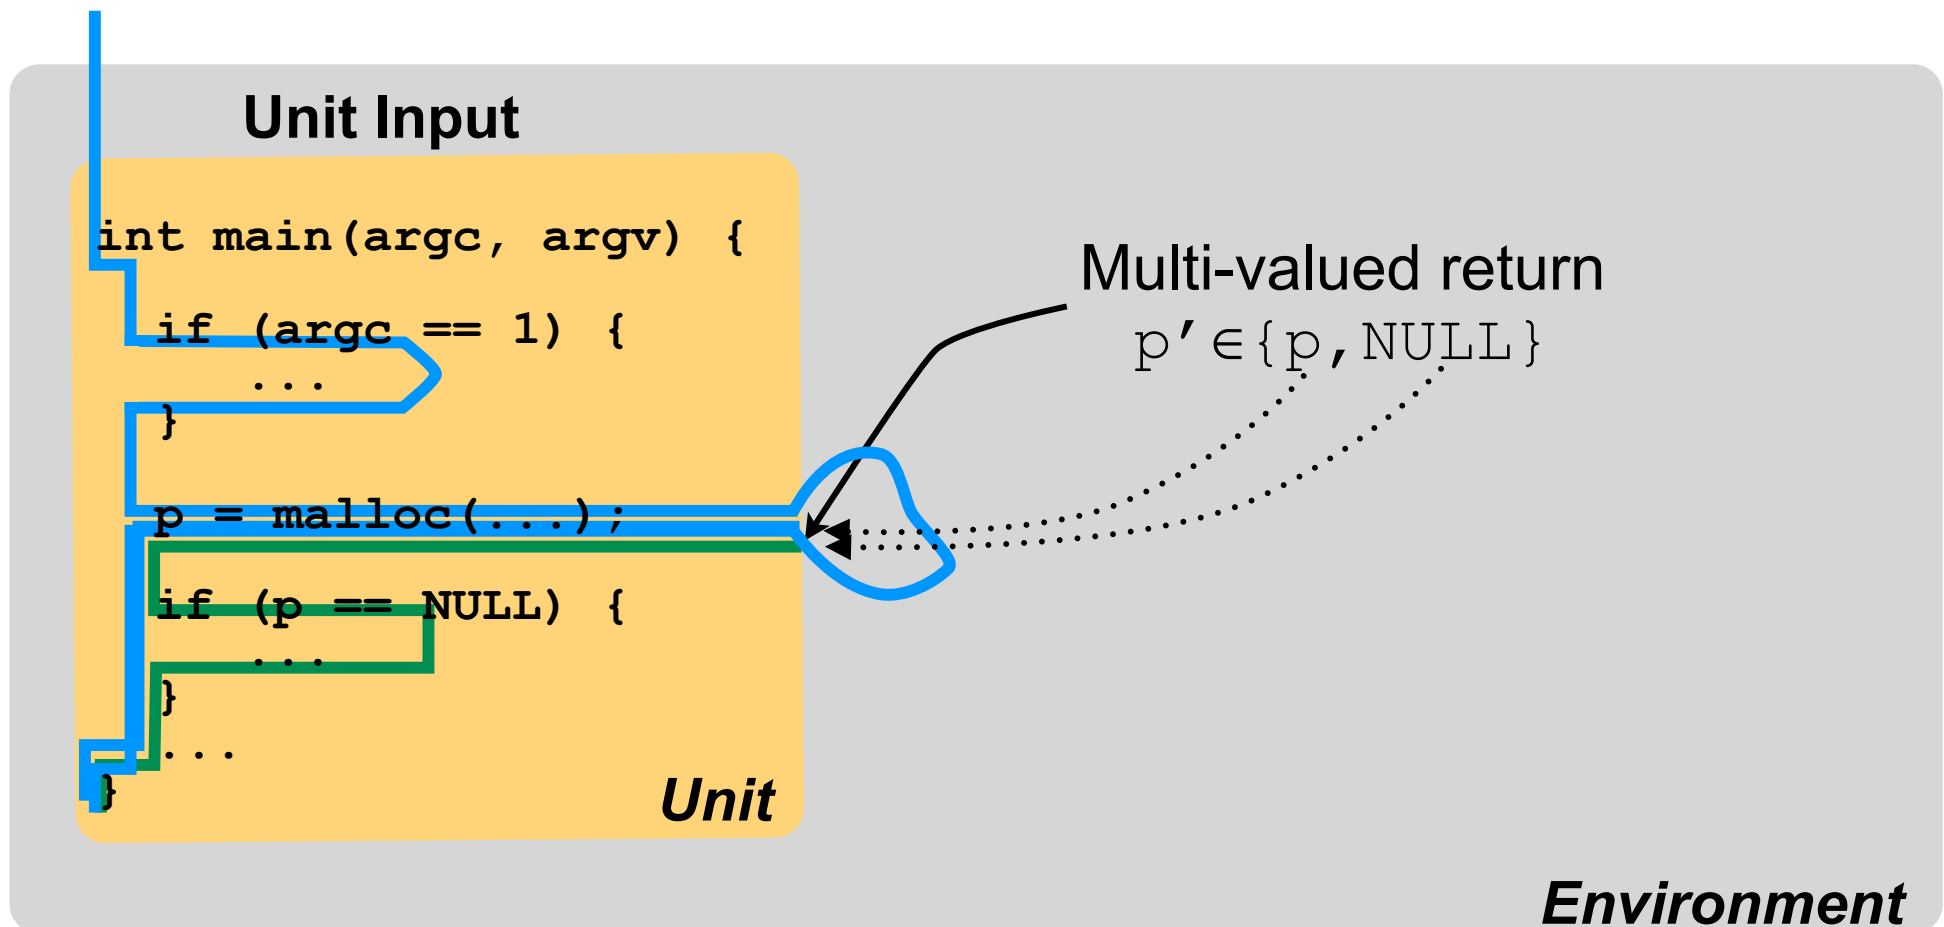 Unit Input
int main(argc, argv) {
if (argc == 1) {
...
}
p = malloc(...);
if (p == NULL) {
...
}
...
}
Unit
Multi-valued return
p′∈{p,NULL}
Environment